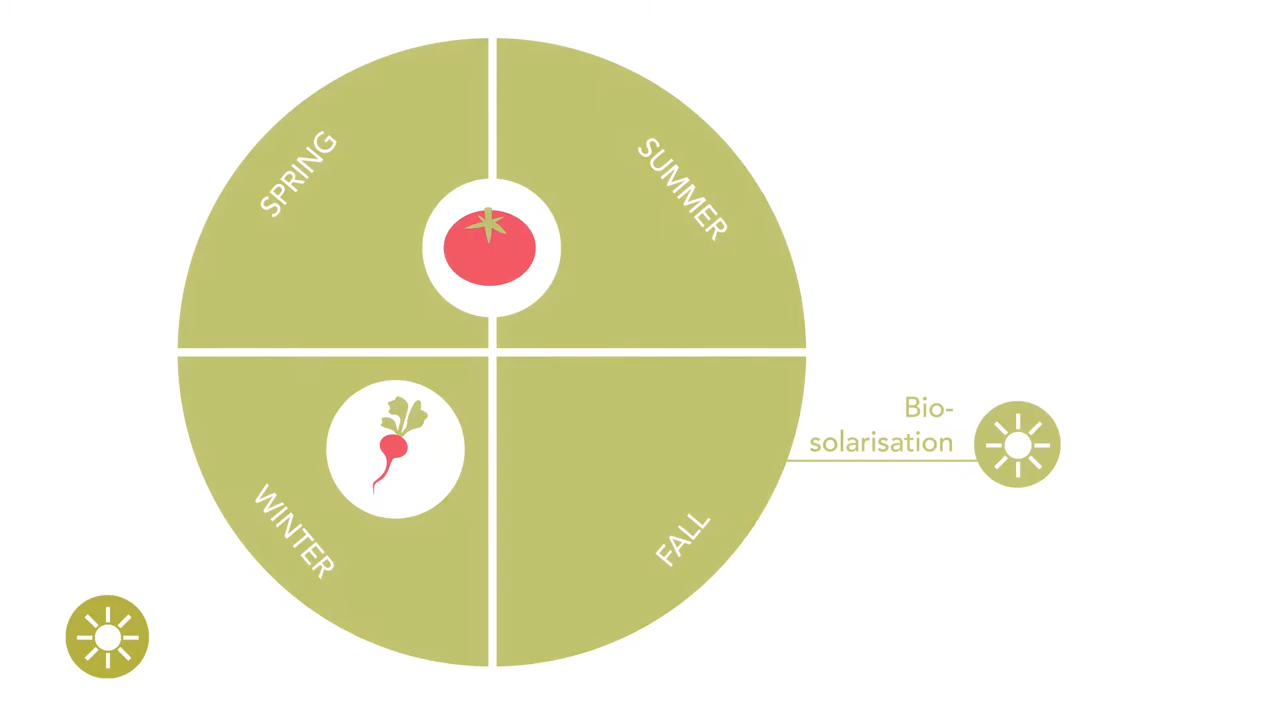 SPRING
SUMMER
Bio-
solarisation
WINTER
FALL